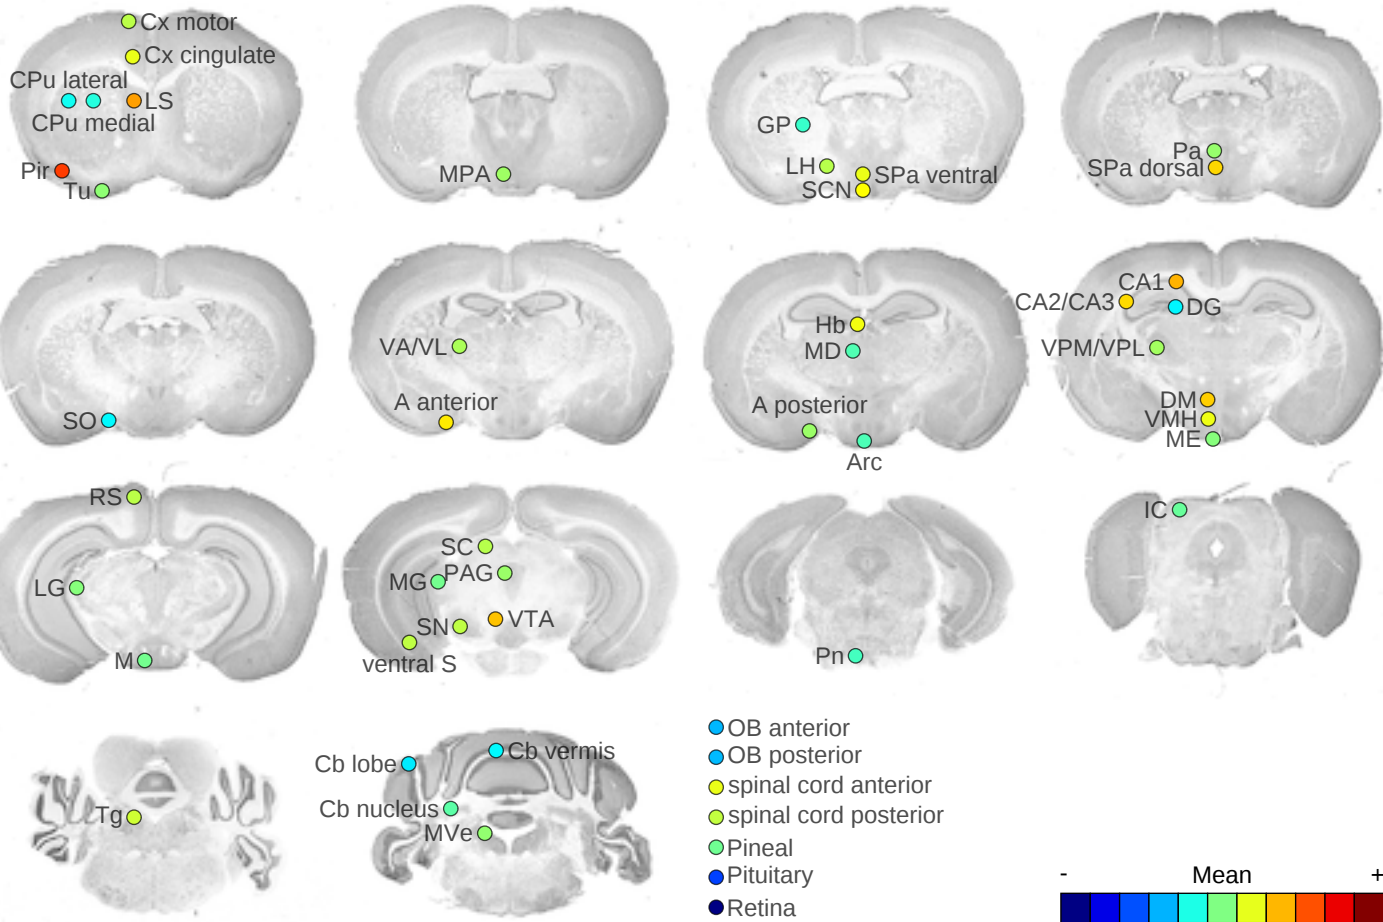 Cx motor
Cx cingulate
CPu lateral
LS
CPu medial
Pir
Tu
MPA
GP
LH
SPa ventral
SCN
Pa
SPa dorsal
SO
VA/VL
A anterior
Hb
MD
A posterior
Arc
CA1
CA2/CA3
DG
VPM/VPL
DM
VMH
ME
RS
LG
M
SC
MG
PAG
SN
VTA
ventral S
Pn
IC
Tg
Cb lobe
Cb vermis
Cb nucleus
MVe
OB anterior
OB posterior
spinal cord anterior
spinal cord posterior
Pineal
Pituitary
Retina
- Mean +